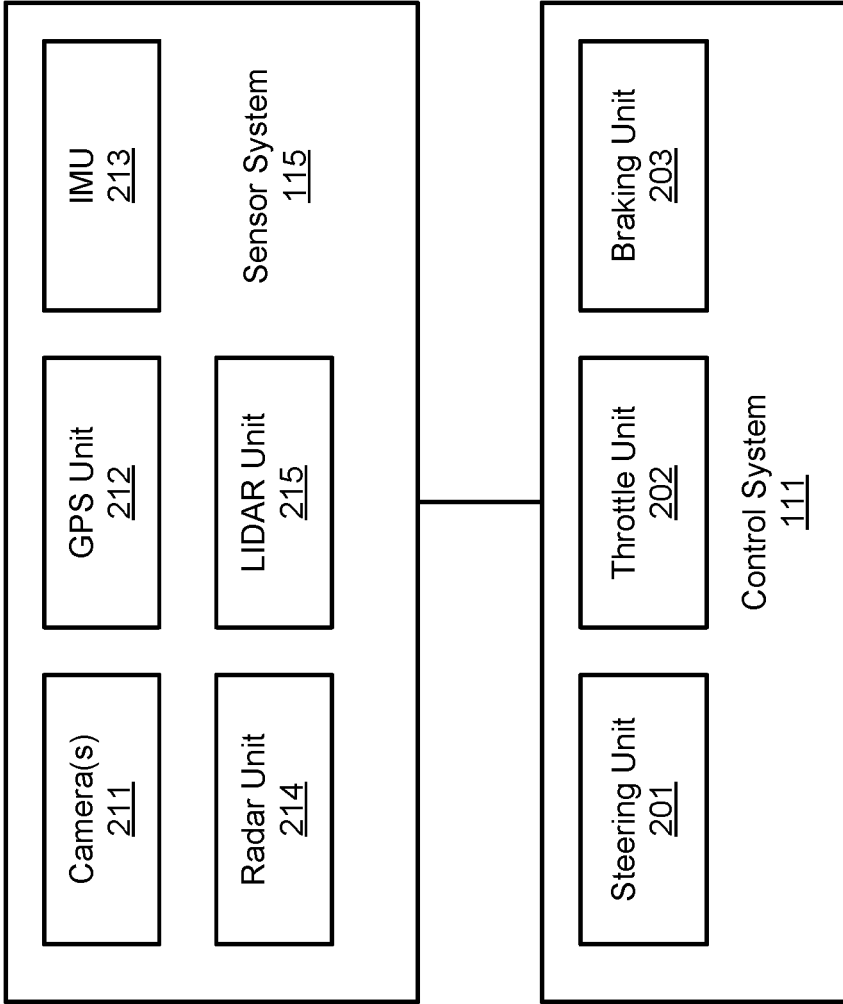 Camera(s)
211
GPS Unit
212
IMU
213
Radar Unit
214
LIDAR Unit
215
Sensor System
115
Steering Unit
201
Throttle Unit
202
Braking Unit
203
Control System
111